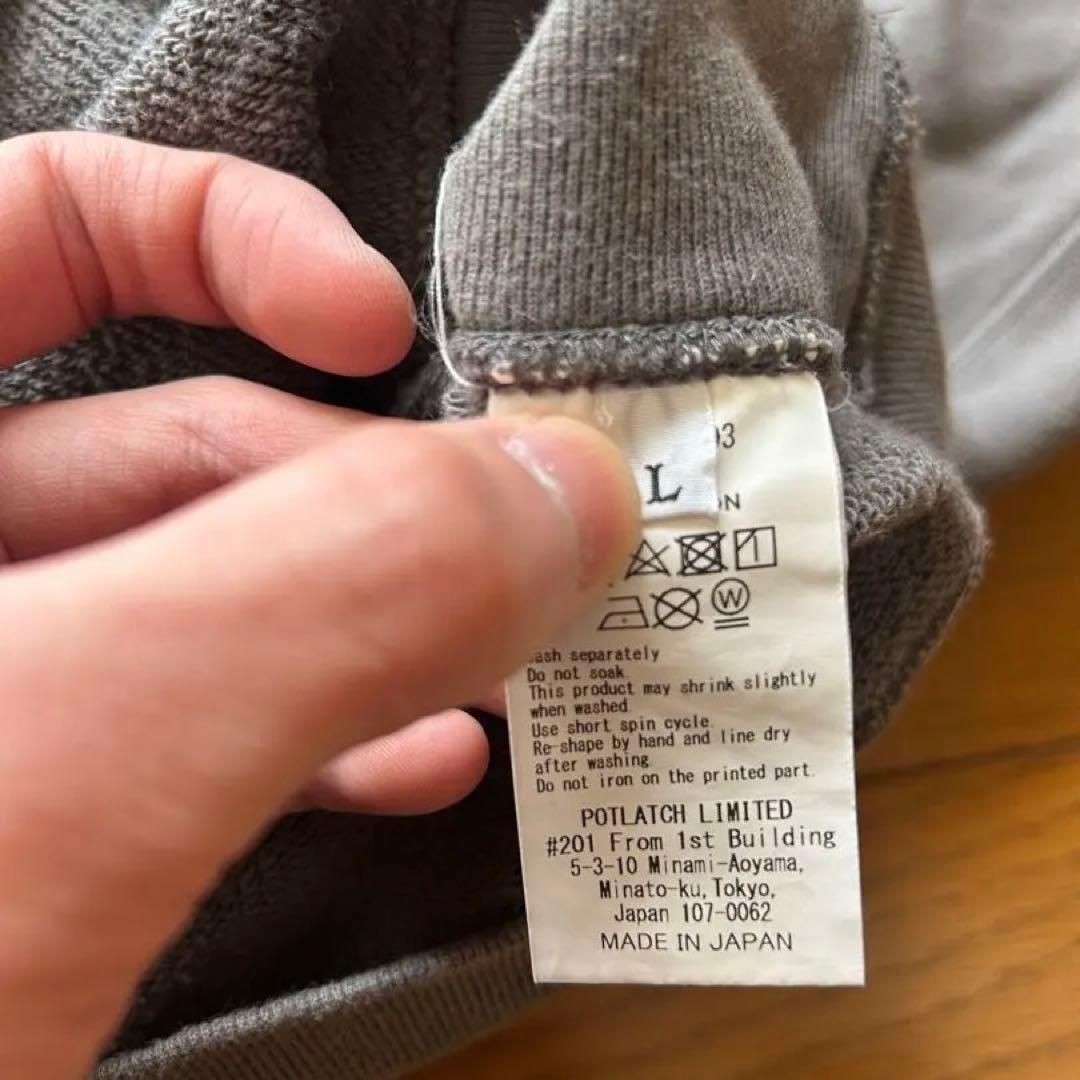 L
Do not soak.
This product may shrink slightly
when washed.
Use short spin cycle.
Re-shape by hand and line dry
after washing.
Do not iron on the printed part.
POTLATCH LIMITED
#201 From 1st Building
5-3-10 Minami-Aoyama,
Minato-ku, Tokyo,
Japan 107-0062
MADE IN JAPAN
W
separately